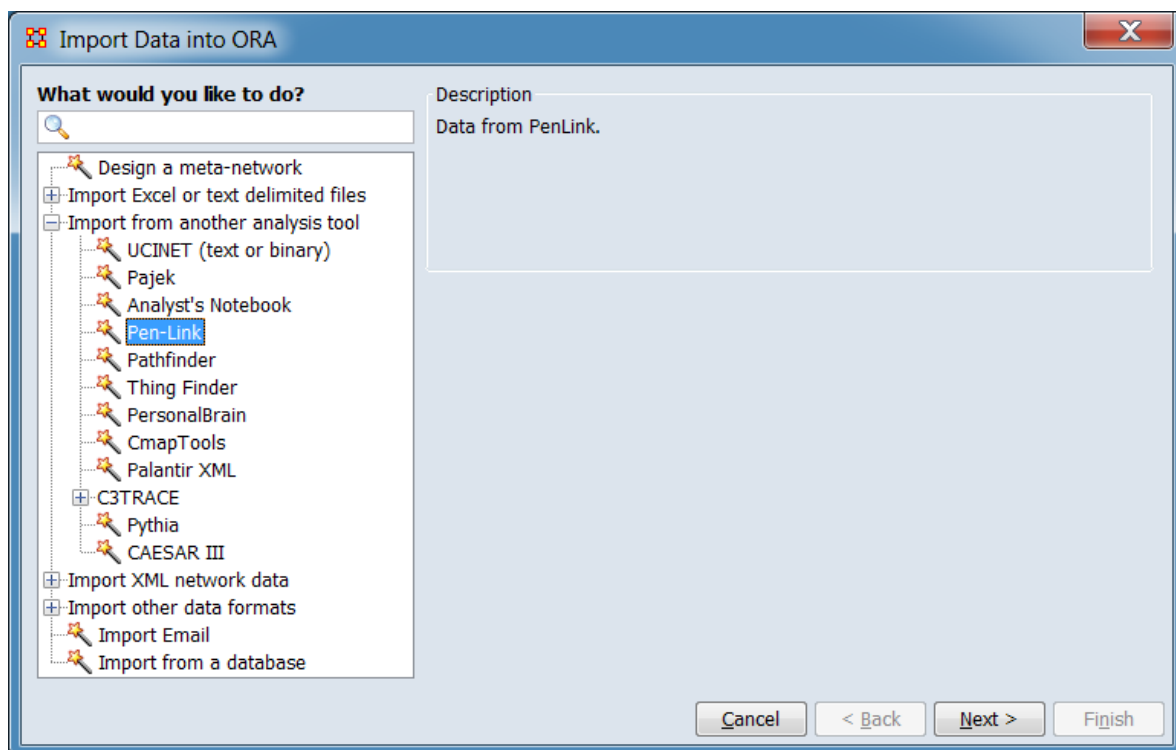 Import Data into ORA
What would you like to do?
Design a meta-network
Import Excel or text delimited files
Import from another analysis tool
UCINET (text or binary)
Pajek
Analyst's Notebook
Pen-Link
Pathfinder
Thing Finder
PersonalBrain
CmapTools
Palantir XML
C3TRACE
Pythia
CAESAR III
Import XML network data
Import other data formats
Import Email
Import from a database
Description
Data from PenLink.
Cancel < Back Next > Finish